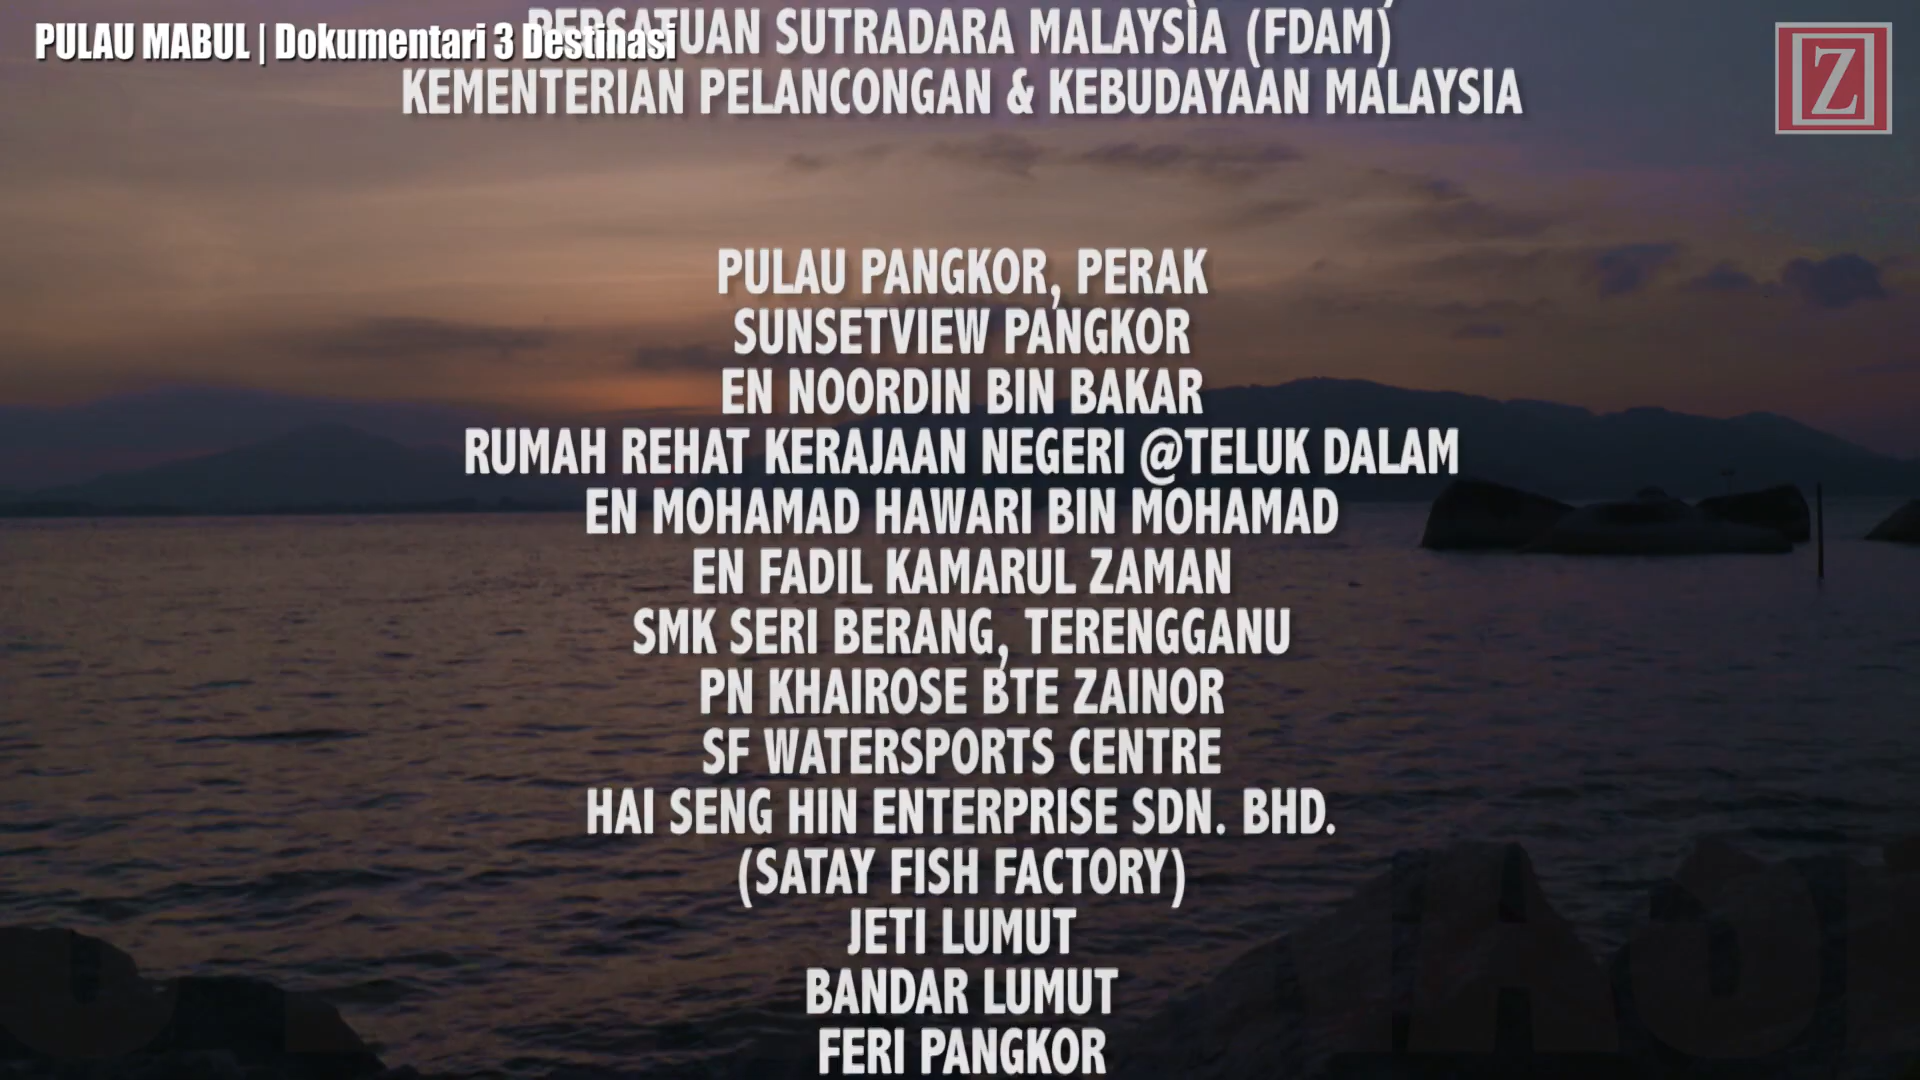 PULAU MABUL | Dokumentari 3 Destinasi
PERSATUAN SUTRADARA MALAYSIA (FDAM)
KEMENTERIAN PELANCONGAN & KEBUDAYAAN MALAYSIA
Z
PULAU PANGKOR, PERAK
SUNSETVIEW PANGKOR
EN NOORDIN BIN BAKAR
RUMAH REHAT KERAJAAN NEGERI @TELUK DALAM
EN MOHAMAD HAWARI BIN MOHAMAD
EN FADIL KAMARUL ZAMAN
SMK SERI BERANG, TERENGGANU
PN KHAIROSE BTE ZAINOR
SF WATERSPORTS CENTRE
HAI SENG HIN ENTERPRISE SDN. BHD.
(SATAY FISH FACTORY)
JETI LUMUT
BANDAR LUMUT
FERI PANGKOR